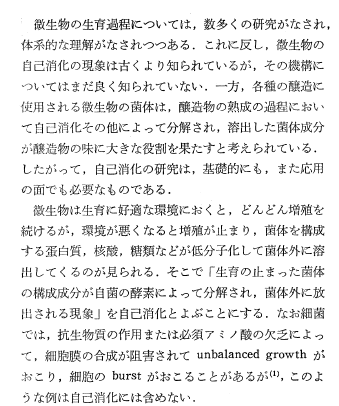 微生物の生育過程については，数多くの研究がなされ，
体系的な理解がなされつつある．これに反し，微生物の
自己消化の現象は古くより知られているが，その機構に
ついてはまだ良く知られていない．一方，各種の醸造に
使用される微生物の菌体は，醸造物の熟成の過程におい
て自己消化その他によって分解され，溶出した菌体成分
が醸造物の味に大きな役割を果たすと考えられている．
したがって，自己消化の研究は，基礎的にも，また応用
の面でも必要なものである．
微生物は生育に好適な環境におくと，どんどん増殖を
続けるが，環境が悪くなると増殖が止まり，菌体を構成
する蛋白質，核酸，糖類などが低分子化して菌体外に溶
出してくるのが見られる．そこで「生育の止まった菌体
の構成成分が自菌の酵素によって分解され，菌体外に放
出される現象」を自己消化とよぶことにする．なお細菌
では，抗生物質の作用または必須アミノ酸の欠乏によっ
て，細胞膜の合成が阻害されて unbalanced growth が
おこり，細胞の burst がおこることがあるが(1)，このよ
うな例は自己消化には含めない．